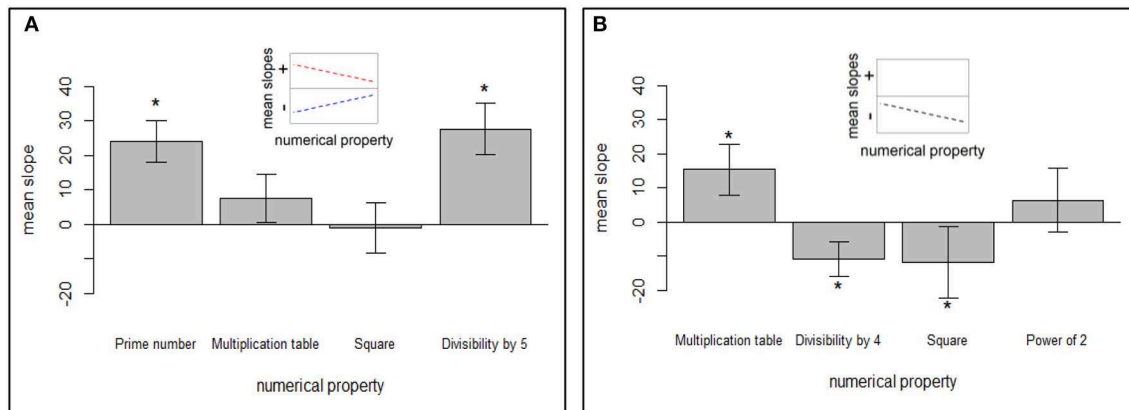 A
mean slope
40
30
20
10
0
-20
*
*
mean slopes
- +
numerical property
Prime number Multiplication table Square Divisibility by 5
numerical property
B
mean slope
40
30
20
10
0
-20
*
*
*
mean slopes
- +
numerical property
Multiplication table Divisibility by 4 Square Power of 2
numerical property